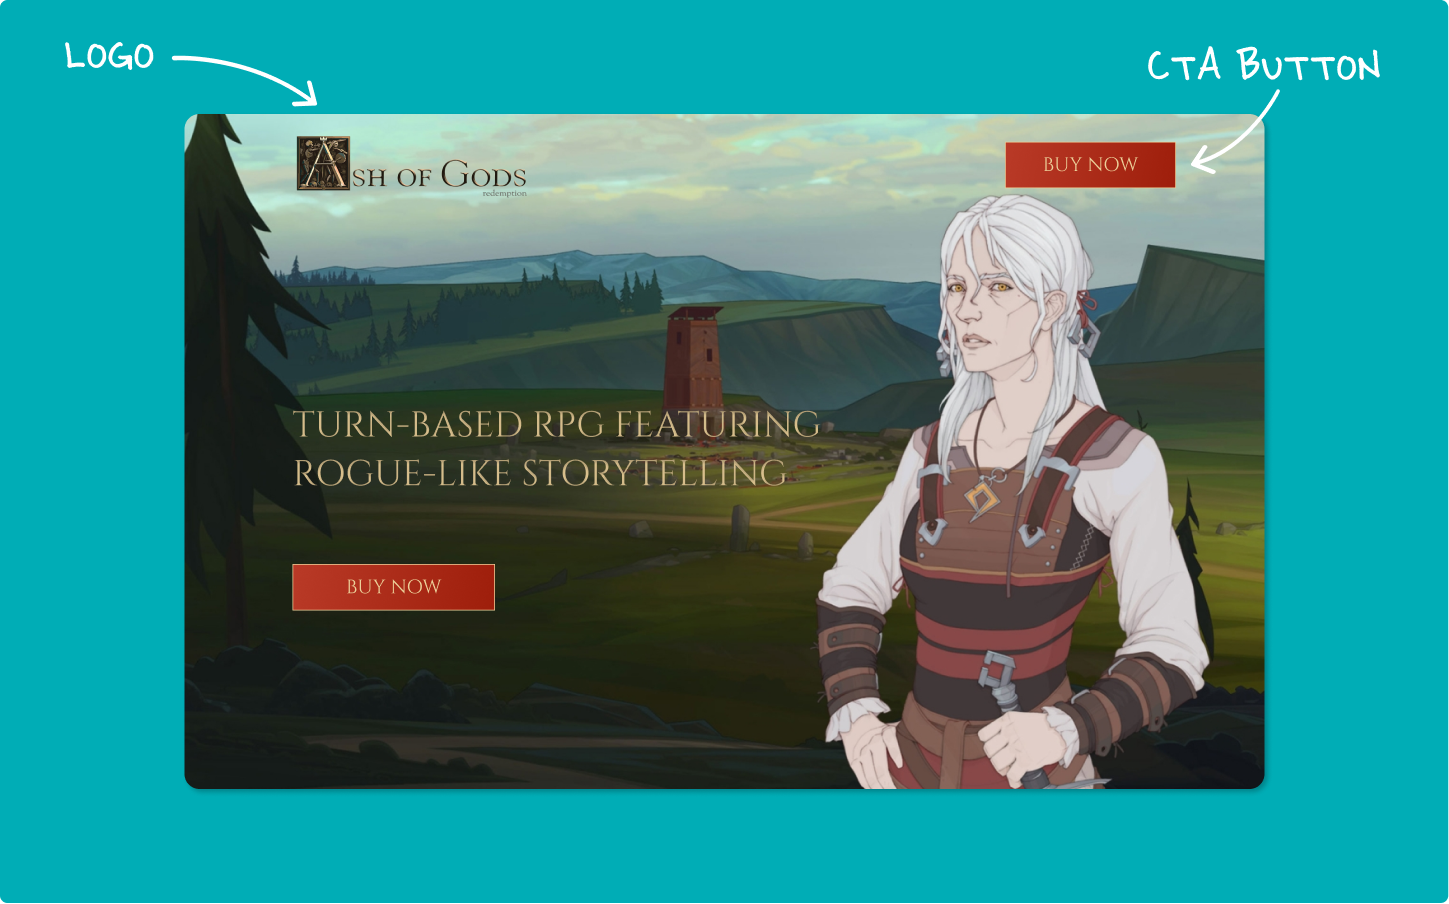 LOGO
CTA BUTTON
ASH OF GODS
redemption
BUY NOW
TURN-BASED RPG FEATURING
ROGUE-LIKE STORYTELLING
BUY NOW